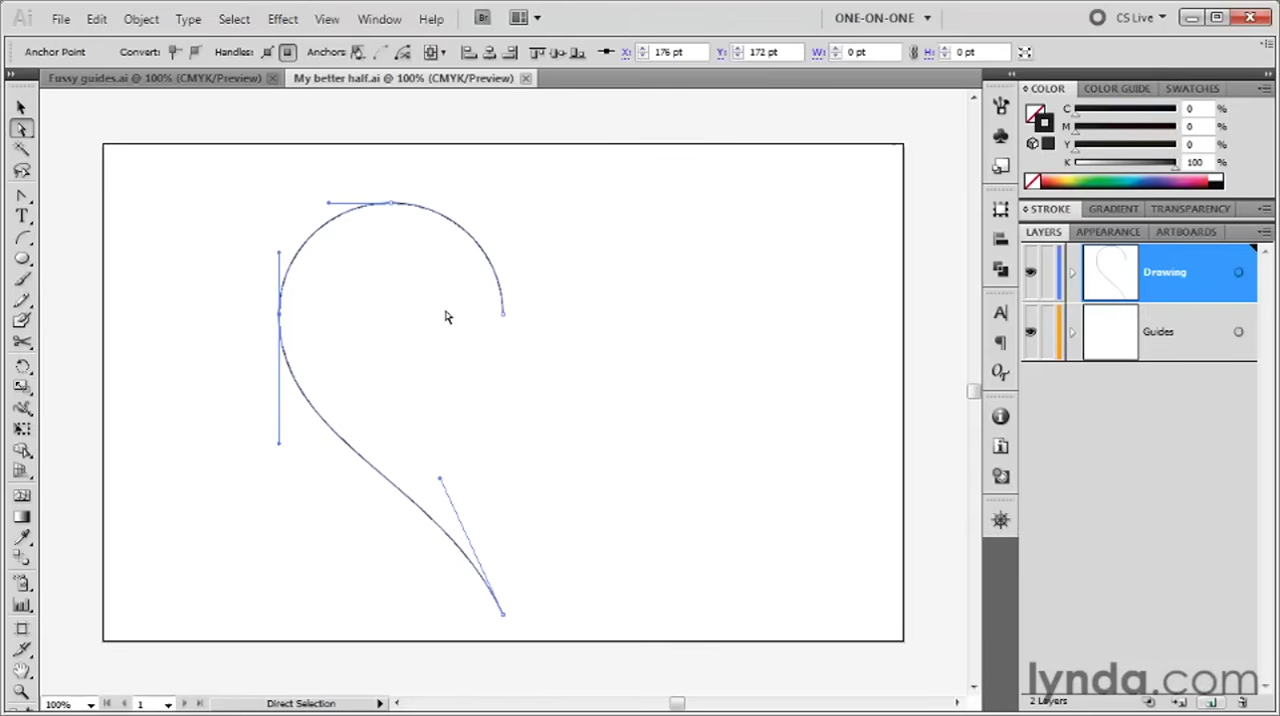 Ai File Edit Object Type Select Effect View Window Help Br ONE-ON-ONE CS Live
Anchor Point Convert: Handles: Anchors: X: 176 pt Y: 172 pt W: 0 pt H: 0 pt
Fussy guides.ai @ 100% (CMYK/Preview) My better half.ai @ 100% (CMYK/Preview)
COLOR COLOR GUIDE SWATCHES
C 0 %
M 0 %
Y 0 %
K 100 %
STROKE GRADIENT TRANSPARENCY
LAYERS APPEARANCE ARTBOARDS
Drawing
Guides
lynda.com
2 Layers
100% 1 Direct Selection